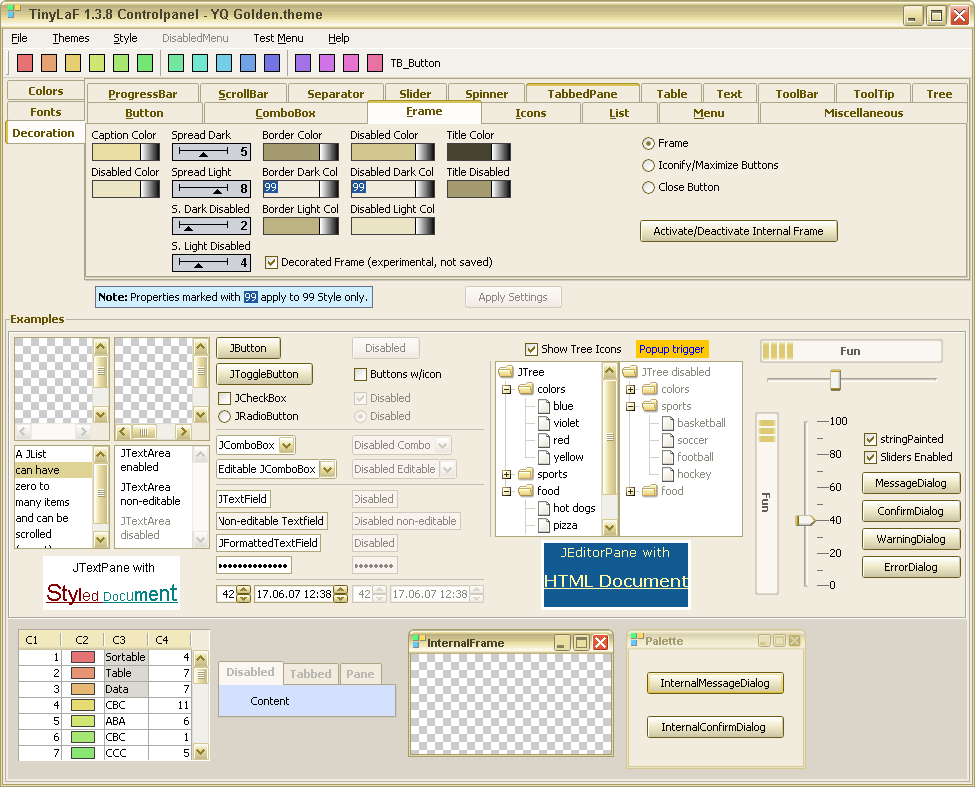 TinyLaF 1.3.8 Controlpanel - YQ Golden.theme
File Themes Style DisabledMenu Test Menu Help
TB_Button
Colors
Fonts
Decoration
ProgressBar ScrollBar Separator Slider Spinner TabbedPane Table Text ToolBar ToolTip Tree
Button ComboBox Frame Icons List Menu Miscellaneous
Caption Color Spread Dark Border Color Disabled Color Title Color
5
Disabled Color Spread Light Border Dark Col Disabled Dark Col Title Disabled
8 99 99
S. Dark Disabled Border Light Col Disabled Light Col
2
S. Light Disabled
4
Decorated Frame (experimental, not saved)
Frame
Iconify/Maximize Buttons
Close Button
Activate/Deactivate Internal Frame
Note: Properties marked with 99 apply to 99 Style only.
Apply Settings
Examples
A JList
can have
zero to
many items
and can be
scrolled
JTextArea
enabled
JTextArea
non-editable
JTextArea
disabled
JTextPane with
Styled Document
JButton Disabled
JToggleButton Buttons w/icon
JCheckBox Disabled
JRadioButton Disabled
JComboBox Disabled Combo
Editable JComboBox Disabled Editable
JTextField Disabled
Non-editable Textfield Disabled non-editable
JFormattedTextField Disabled
42 17.06.07 12:38 42 17.06.07 12:38
Show Tree Icons Popup trigger
JTree
colors
blue
violet
red
yellow
sports
food
hot dogs
pizza
JTree disabled
colors
sports
basketball
soccer
football
hockey
food
JEditorPane with
HTML Document
Fun
Fun
100
80
60
40
20
0
stringPainted
Sliders Enabled
MessageDialog
ConfirmDialog
WarningDialog
ErrorDialog
C1 C2 C3 C4
1 Sortable 4
2 Table 7
3 Data 7
4 CBC 11
5 ABA 6
6 CBC 1
7 CCC 5
Disabled Tabbed Pane
Content
InternalFrame
Palette
InternalMessageDialog
InternalConfirmDialog